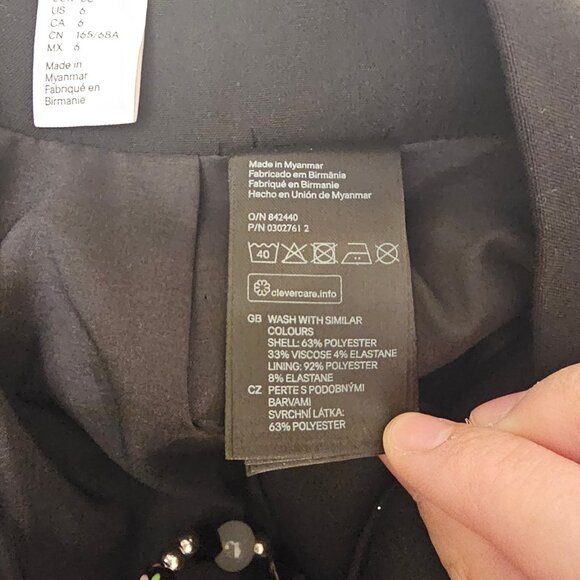 US 6
CA 6
CN 165/68A
MX 6
Made in
Myanmar
Fabriqué en
Birmanie
Made in Myanmar
Fabricado em Birmânia
Fabriqué en Birmanie
Hecho en Unión de Myanmar
O/N 842440
P/N 0302761 2
40
clevercare.info
GB WASH WITH SIMILAR
COLOURS
SHELL: 63% POLYESTER
33% VISCOSE 4% ELASTANE
LINING: 92% POLYESTER
8% ELASTANE
CZ PERTE S PODOBNÝMI
BARVAMI
SVRCHNÍ LÁTKA:
63% POLYESTER